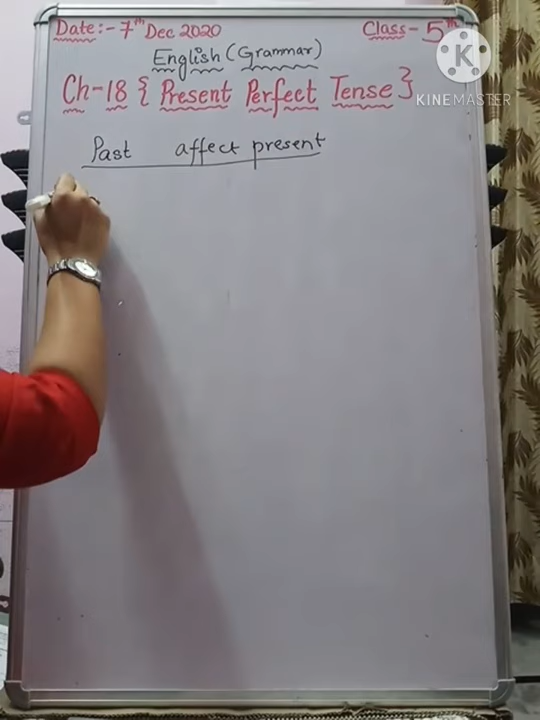 Date:- 7th Dec 2020 Class- 5th
English (Grammar)
Ch-18 { Present Perfect Tense }
KINEMASTER
Past affect present